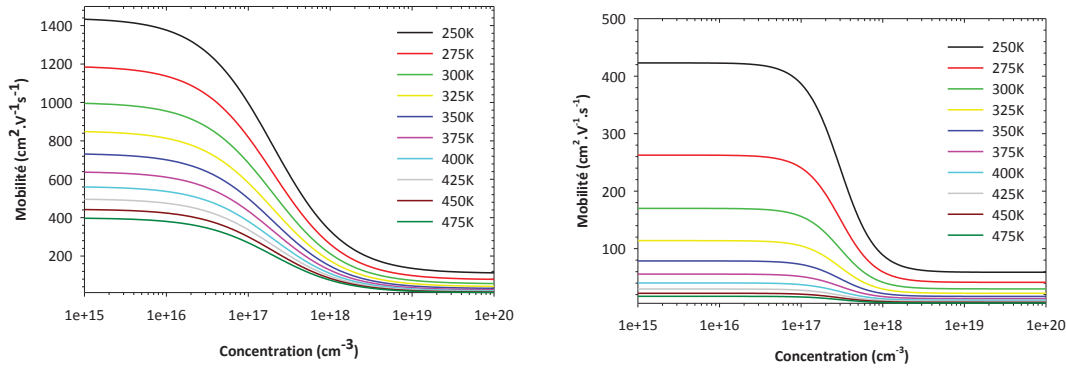 Mobilité (cm².V⁻¹s⁻¹)
1400
1200
1000
800
600
400
200
1e+15 1e+16 1e+17 1e+18 1e+19 1e+20
Concentration (cm⁻³)
250K
275K
300K
325K
350K
375K
400K
425K
450K
475K
Mobilité (cm².V⁻¹.s⁻¹)
500
400
300
200
100
1e+15 1e+16 1e+17 1e+18 1e+19 1e+20
Concentration (cm⁻³)
250K
275K
300K
325K
350K
375K
400K
425K
450K
475K